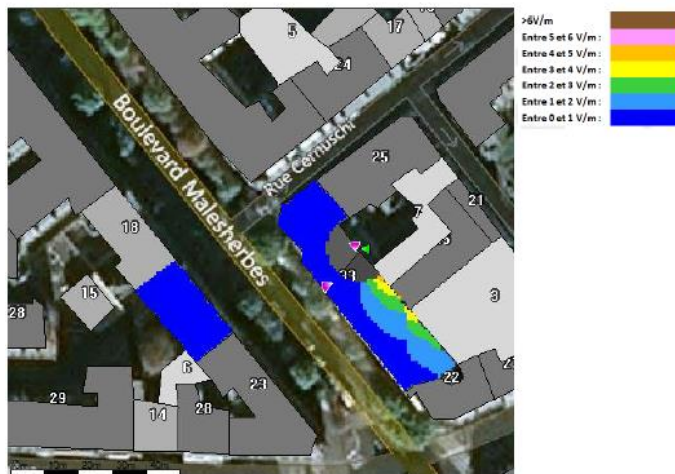 >6V/m
Entre 5 et 6 V/m :
Entre 4 et 5 V/m :
Entre 3 et 4 V/m :
Entre 2 et 3 V/m :
Entre 1 et 2 V/m :
Entre 0 et 1 V/m :
5
17
24
Rue Cernuschi
25
Boulevard Malesherbes
21
7
18
33
15
3
28
6
22
29
14
28
23